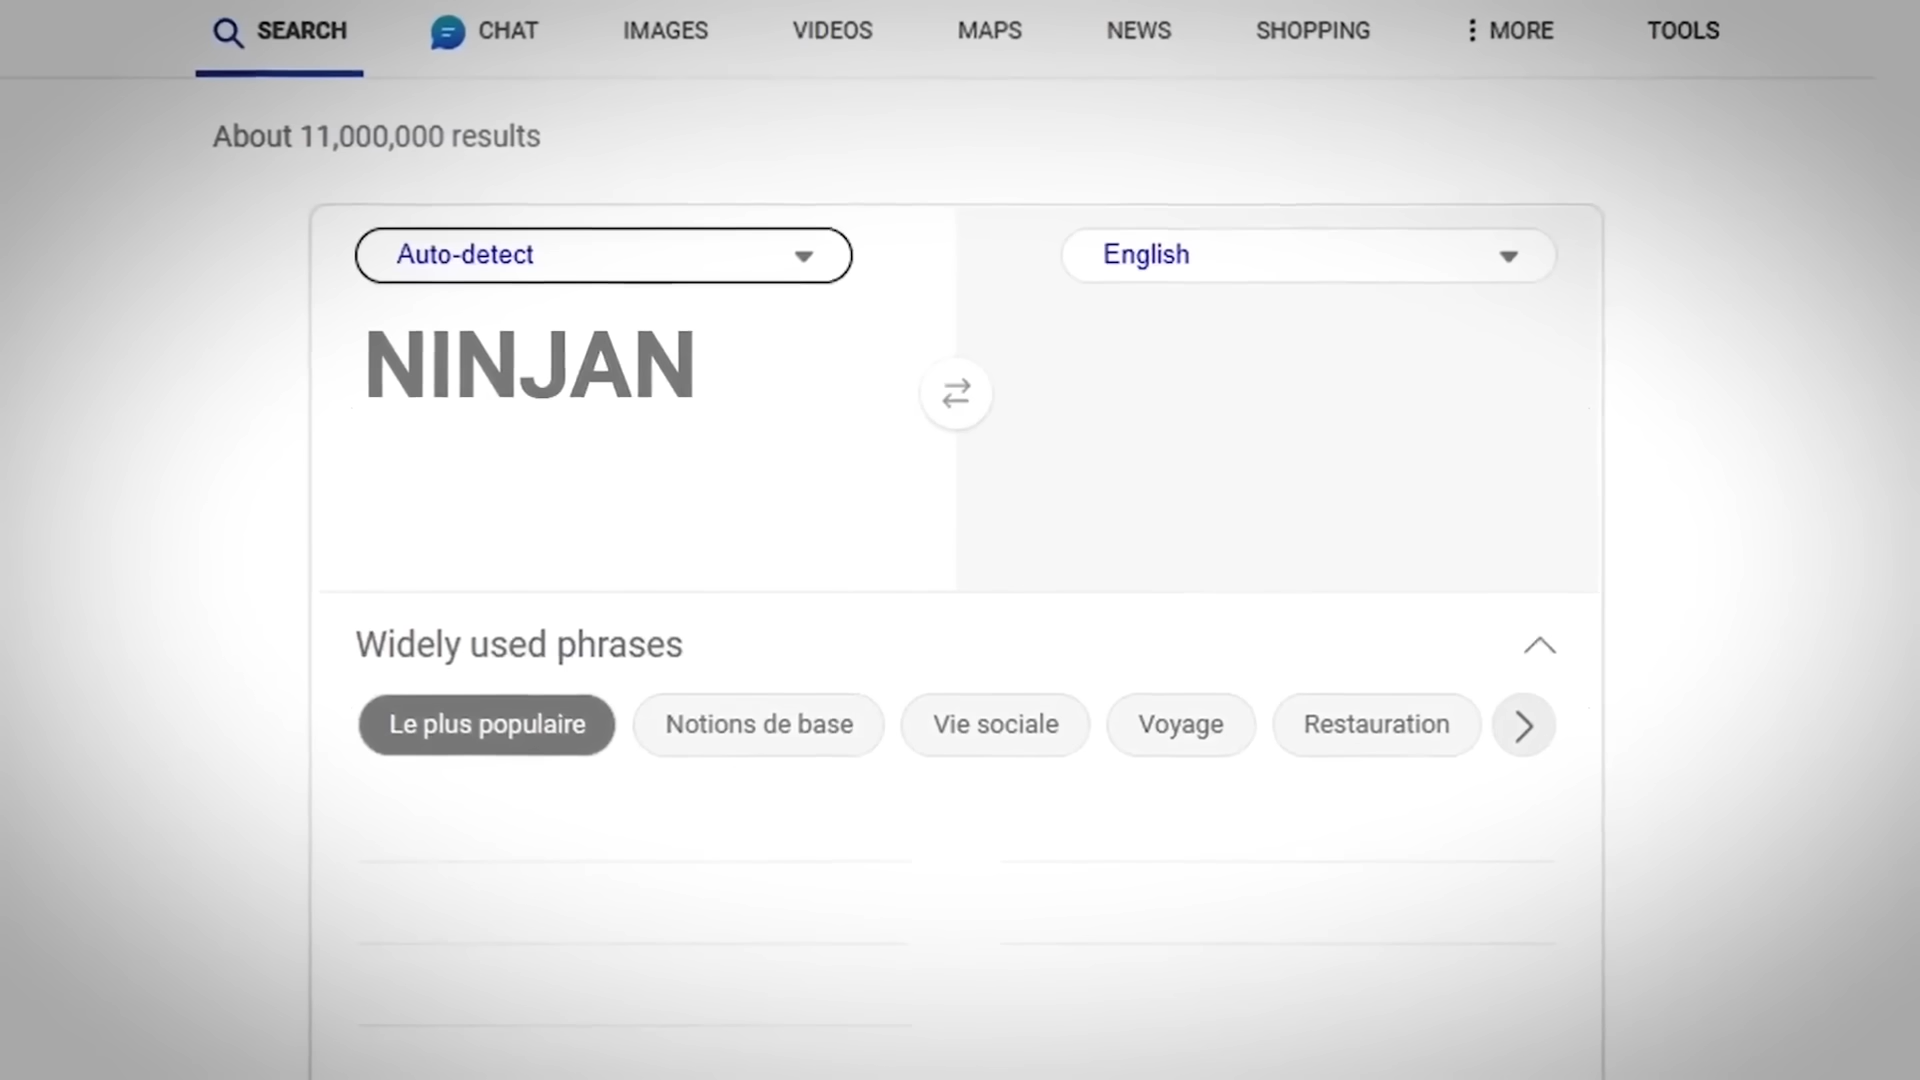 SEARCH CHAT IMAGES VIDEOS MAPS NEWS SHOPPING MORE TOOLS
About 11,000,000 results
Auto-detect English
NINJAN
Widely used phrases
Le plus populaire Notions de base Vie sociale Voyage Restauration